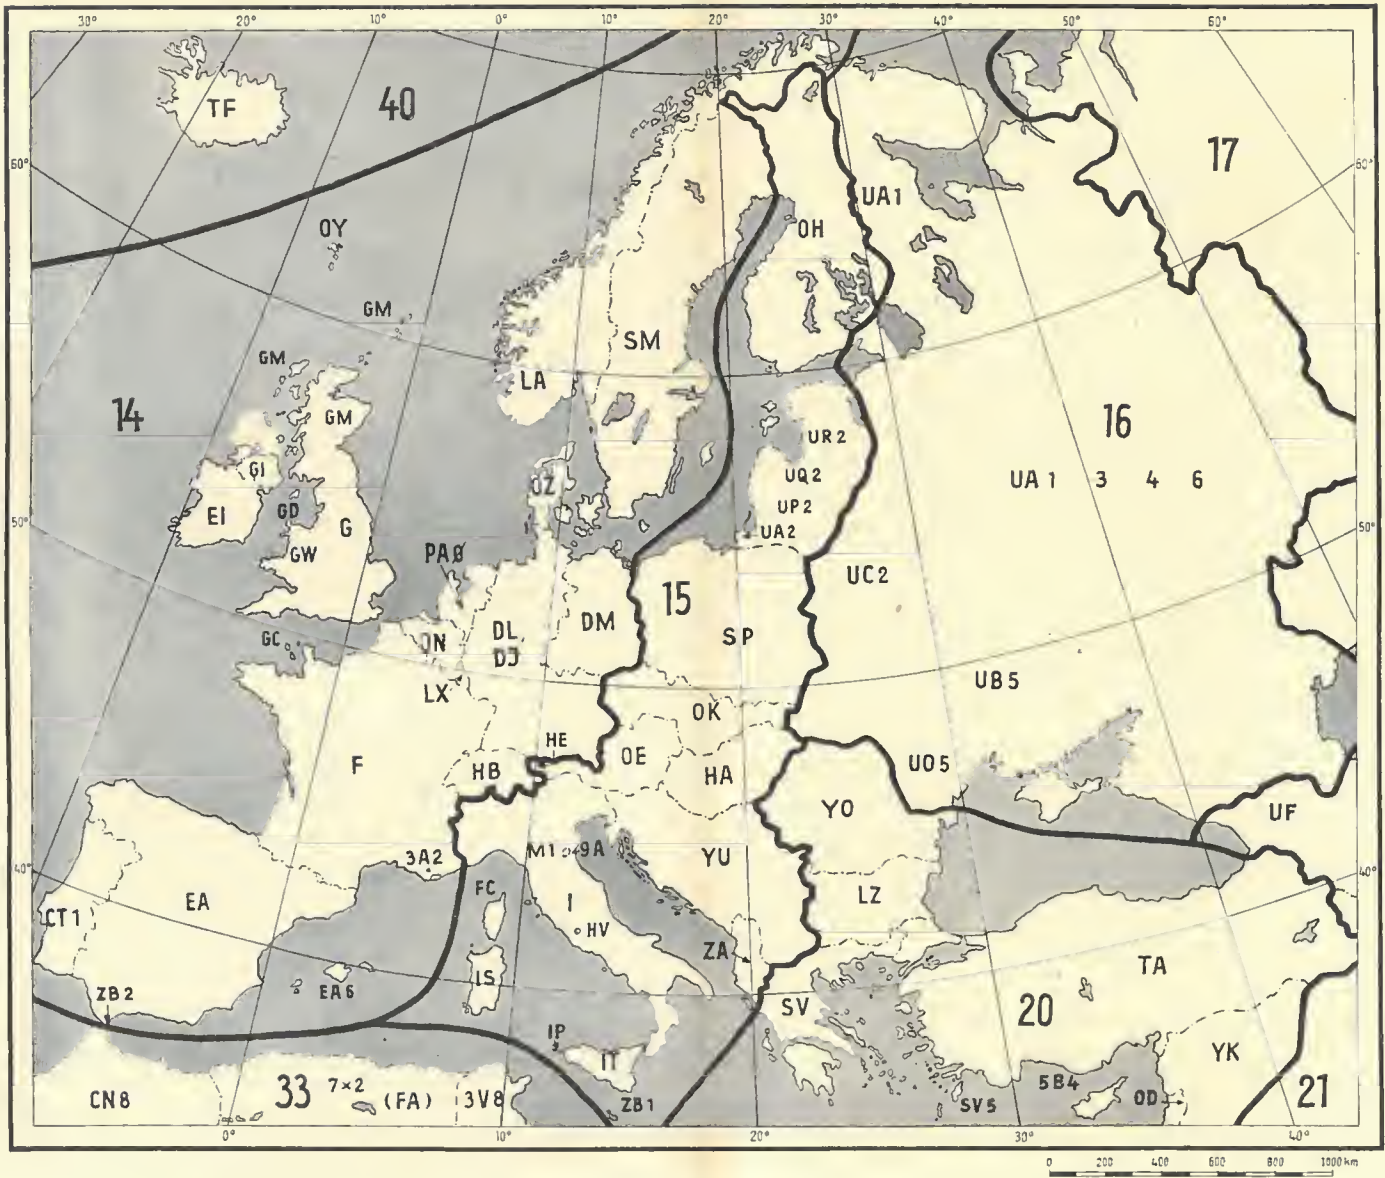 30° 20° 10° 0° 10° 20° 30° 40° 50° 60°
TF
40
17
60°
60°
UA1
OY
OH
GM
GM
SM
LA
14
GM
16
UR2
GI
UQ2
UA 1 3 4 6
OZ
EI
GD
G
UP2
50°
UA2
50°
GW
PAØ
UC2
15
DM
GC
ON
DL
SP
DJ
LX
UB5
OK
HE
OE
F
HB
HA
UO5
YO
UF
3A2
M1 9A
YU
40°
40°
FC
LZ
EA
I
CT1
HV
ZA
TA
IS
EA6
ZB2
SV
20
IP
IT
YK
33
7×2
5B4
21
CN8
(FA)
3V8
ZB1
SV5
OD
0° 10° 20° 30° 40°
0 200 400 600 800 1000km